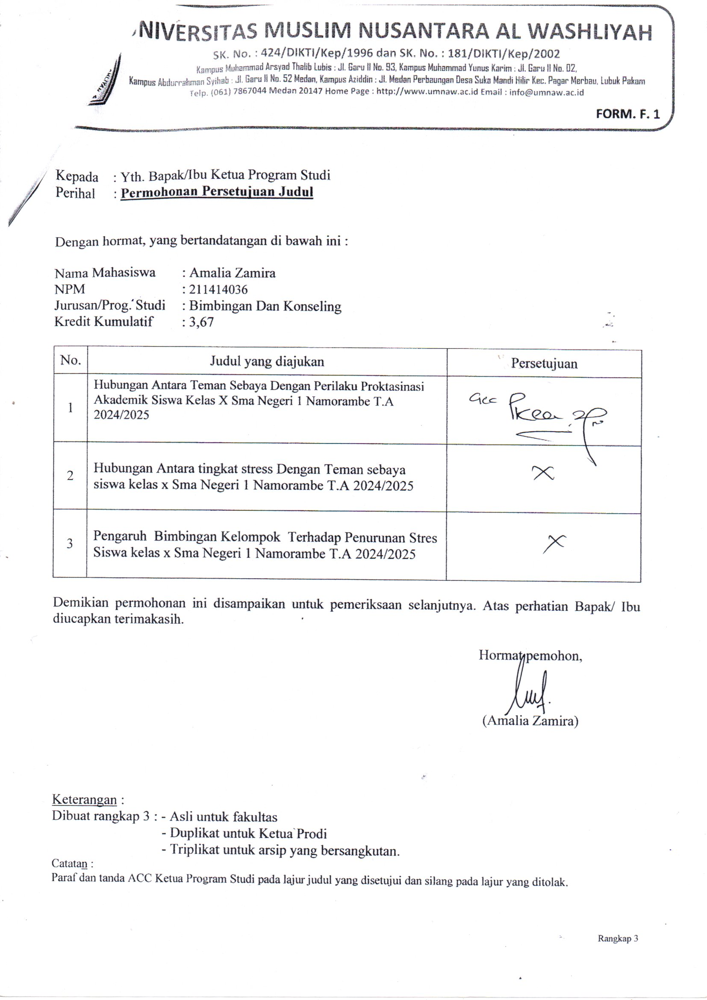 NIVERSITAS MUSLIM NUSANTARA AL WASHLIYAH
SK. No. : 424/DIKTI/Kep/1996 dan SK. No. : 181/DIKTI/Kep/2002
Kampus Muhammad Arsyad Thalib Lubis : Jl. Garu II No. 93, Kampus Muhammad Yunus Karim : Jl. Garu II No. 02,
Kampus Abdurrahman Syihab : Jl. Garu II No. 52 Medan, Kampus Aziddin : Jl. Medan Perbaungan Desa Suka Mandi Hilir Kec. Pagar Merbau, Lubuk Pakam
Telp. (061) 7867044 Medan 20147 Home Page : http://www.umnaw.ac.id Email : info@umnaw.ac.id
FORM. F. 1
Kepada : Yth. Bapak/Ibu Ketua Program Studi
Perihal : Permohonan Persetujuan Judul
Dengan hormat, yang bertandatangan di bawah ini :
Nama Mahasiswa : Amalia Zamira
NPM : 211414036
Jurusan/Prog. Studi : Bimbingan Dan Konseling
Kredit Kumulatif : 3,67
No. Judul yang diajukan Persetujuan
1 Hubungan Antara Teman Sebaya Dengan Perilaku Proktasinasi
Akademik Siswa Kelas X Sma Negeri 1 Namorambe T.A
2024/2025
acc
2 Hubungan Antara tingkat stress Dengan Teman sebaya
siswa kelas x Sma Negeri 1 Namorambe T.A 2024/2025
X
3 Pengaruh Bimbingan Kelompok Terhadap Penurunan Stres
Siswa kelas x Sma Negeri 1 Namorambe T.A 2024/2025
X
Demikian permohonan ini disampaikan untuk pemeriksaan selanjutnya. Atas perhatian Bapak/ Ibu
diucapkan terimakasih.
Hormat pemohon,
(Amalia Zamira)
Keterangan :
Dibuat rangkap 3 : - Asli untuk fakultas
- Duplikat untuk Ketua Prodi
- Triplikat untuk arsip yang bersangkutan.
Catatan :
Paraf dan tanda ACC Ketua Program Studi pada lajur judul yang disetujui dan silang pada lajur yang ditolak.
Rangkap 3